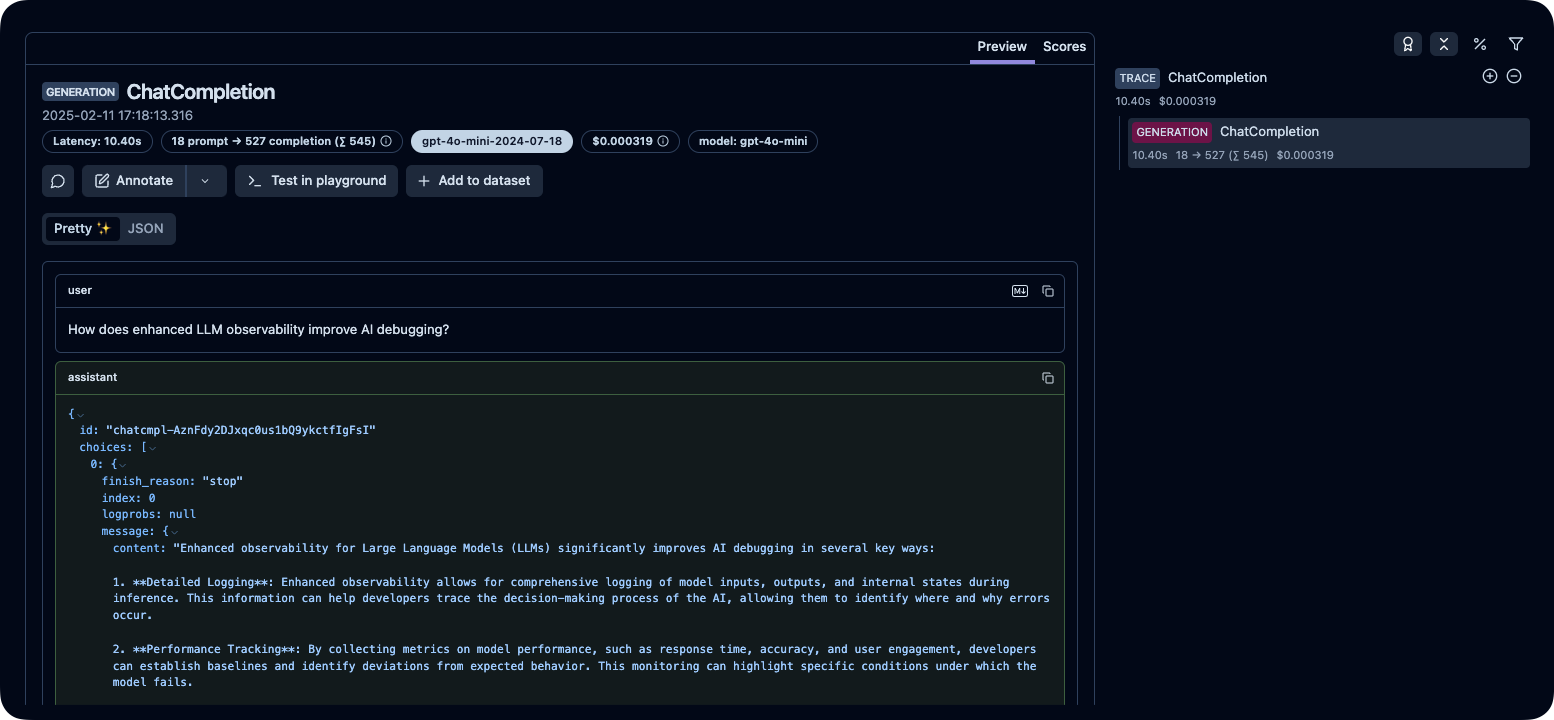 Preview Scores
GENERATION ChatCompletion
2025-02-11 17:18:13.316
Latency: 10.40s 18 prompt → 527 completion (∑ 545) gpt-4o-mini-2024-07-18 $0.000319 model: gpt-4o-mini
Annotate Test in playground + Add to dataset
Pretty ✨ JSON
user
How does enhanced LLM observability improve AI debugging?
assistant
{
id: "chatcmpl-AznFdy2DJxqc0us1bQ9ykctfIgFsI"
choices: [
0: {
finish_reason: "stop"
index: 0
logprobs: null
message: {
content: "Enhanced observability for Large Language Models (LLMs) significantly improves AI debugging in several key ways:
1. **Detailed Logging**: Enhanced observability allows for comprehensive logging of model inputs, outputs, and internal states during
inference. This information can help developers trace the decision-making process of the AI, allowing them to identify where and why errors
occur.
2. **Performance Tracking**: By collecting metrics on model performance, such as response time, accuracy, and user engagement, developers
can establish baselines and identify deviations from expected behavior. This monitoring can highlight specific conditions under which the
model fails.
TRACE ChatCompletion
10.40s $0.000319
GENERATION ChatCompletion
10.40s 18 → 527 (∑ 545) $0.000319